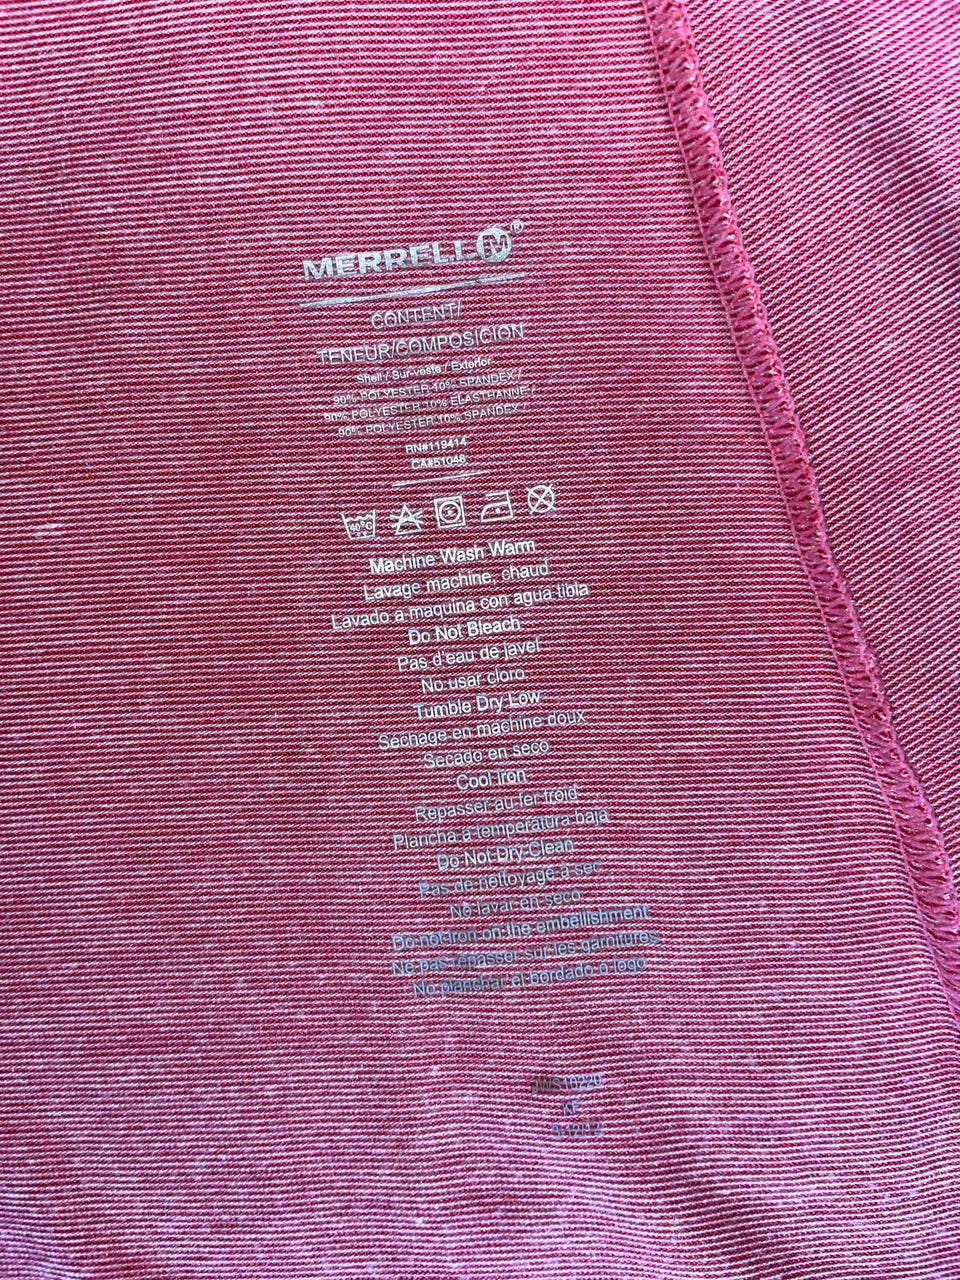 MERRELL M®
CONTENT/
TENEUR/COMPOSICION
Shell / Sur-veste / Exterior
90% POLYESTER 10% SPANDEX /
90% POLYESTER 10% ELASTHANNE /
90% POLYESTER 10% SPANDEX
RN#119414
CA#51048
40°C
Machine Wash Warm
Lavage machine, chaud
Lavado a maquina con agua tibia
Do Not Bleach
Pas d'eau de javel
No usar cloro
Tumble Dry Low
Séchage en machine doux
Secado en seco
Cool Iron
Repasser au fer froid
Plancha a temperatura baja
Do Not Dry Clean
Pas de nettoyage à sec
No lavar en seco
Do not iron on the embellishment
Ne pas repasser sur les garnitures
No planchar el bordado o logo
JWS10220
KF